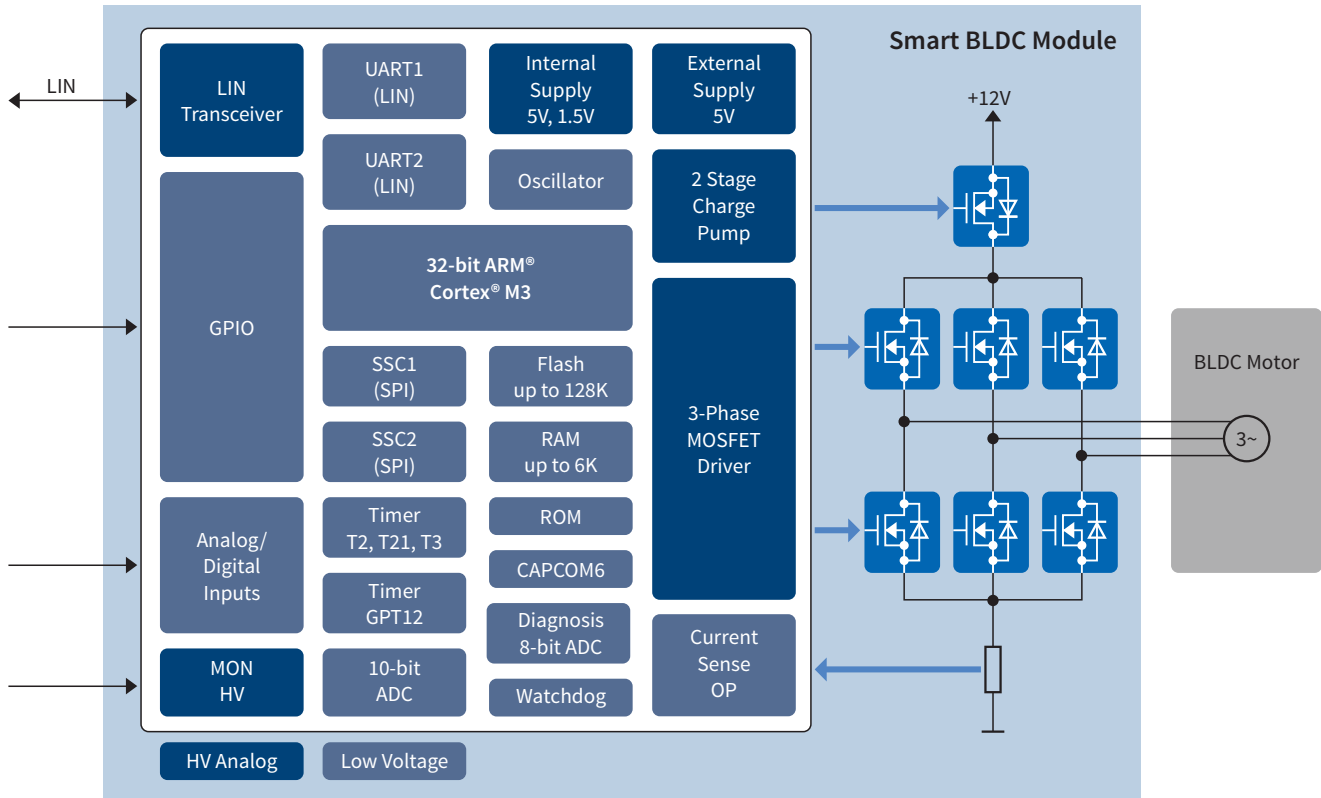 Smart BLDC Module
LIN
LIN
Transceiver
GPIO
Analog/
Digital
Inputs
MON
HV
UART1
(LIN)
UART2
(LIN)
Internal
Supply
5V, 1.5V
Oscillator
External
Supply
5V
2 Stage
Charge
Pump
32-bit ARM®
Cortex® M3
SSC1
(SPI)
SSC2
(SPI)
Timer
T2, T21, T3
Timer
GPT12
10-bit
ADC
Flash
up to 128K
RAM
up to 6K
ROM
CAPCOM6
Diagnosis
8-bit ADC
Watchdog
3-Phase
MOSFET
Driver
Current
Sense
OP
+12V
BLDC Motor
3~
HV Analog
Low Voltage